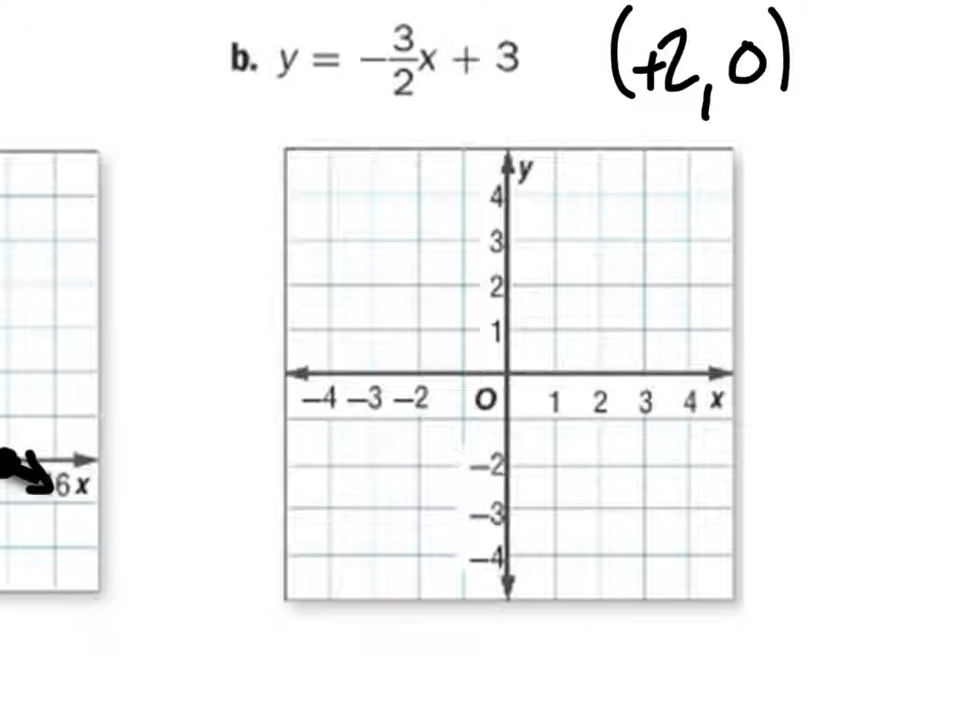 b. y = -3/2x + 3 (+2, 0)
y
4
3
2
1
–4 –3 –2 O 1 2 3 4 x
–2
–3
–4
6 x